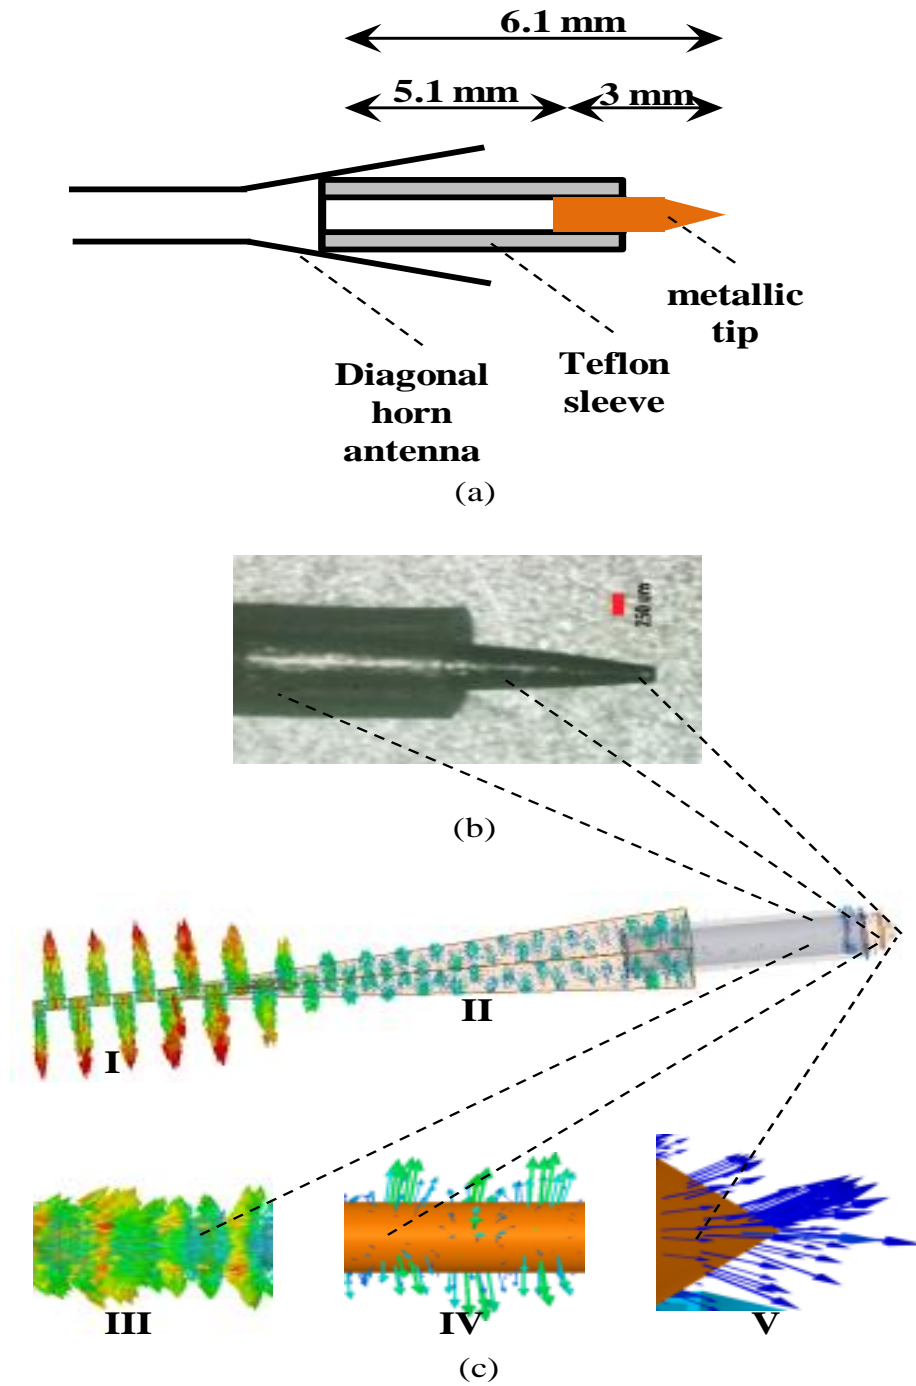 6.1 mm
5.1 mm
3 mm
metallic
tip
Teflon
sleeve
Diagonal
horn
antenna
(a)
250 um
(b)
II
I
III
IV
V
(c)